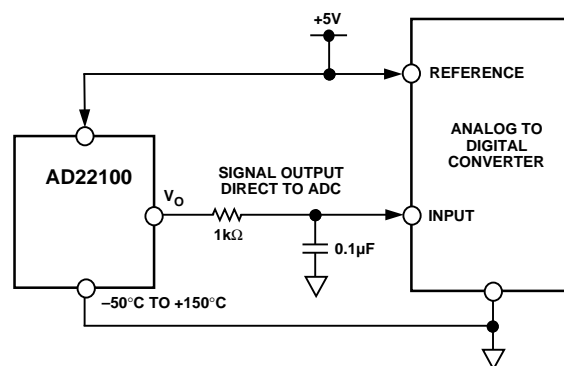 +5V
REFERENCE
ANALOG TO
DIGITAL
CONVERTER
AD22100
V_O
SIGNAL OUTPUT
DIRECT TO ADC
INPUT
1kΩ
0.1µF
–50°C TO +150°C